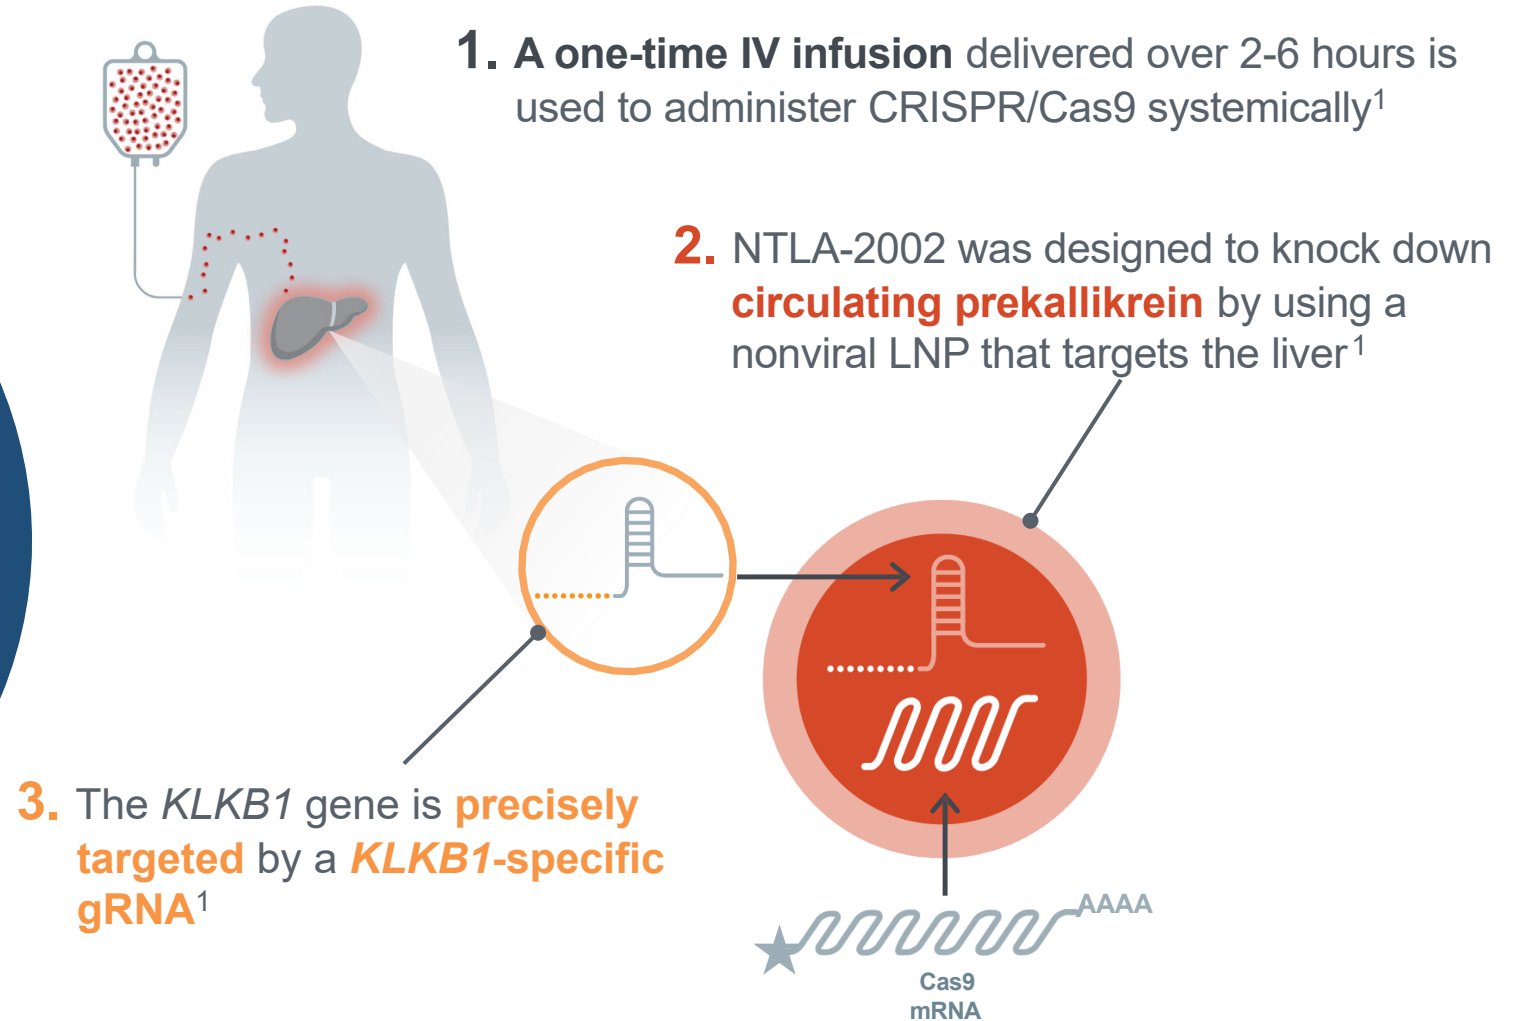 1. A one-time IV infusion delivered over 2-6 hours is
used to administer CRISPR/Cas9 systemically1
2. NTLA-2002 was designed to knock down
circulating prekallikrein by using a
nonviral LNP that targets the liver1
3. The KLKB1 gene is precisely
targeted by a KLKB1-specific
gRNA1
AAAA
Cas9
mRNA